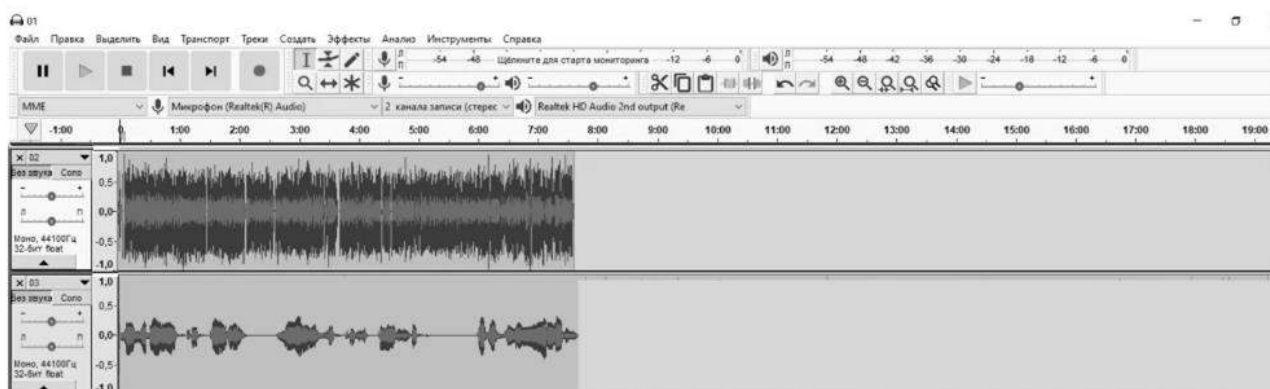 01
Файл Правка Выделить Вид Транспорт Треки Создать Эффекты Анализ Инструменты Справка
Л П -54 -48 Щёлкните для старта мониторинга -12 -6 0 Л П -54 -48 -42 -36 -30 -24 -18 -12 -6 0
MME Микрофон (Realtek(R) Audio) 2 канала записи (стерес Realtek HD Audio 2nd output (Re
-1:00 0 1:00 2:00 3:00 4:00 5:00 6:00 7:00 8:00 9:00 10:00 11:00 12:00 13:00 14:00 15:00 16:00 17:00 18:00 19:00
× 02 1,0
Без звука Соло 0,5
- +
Л П 0,0
Моно, 44100Гц -0,5
32-бит float
-1,0
× 03 1,0
Без звука Соло 0,5
- +
Л П 0,0
Моно, 44100Гц -0,5
32-бит float
-1,0